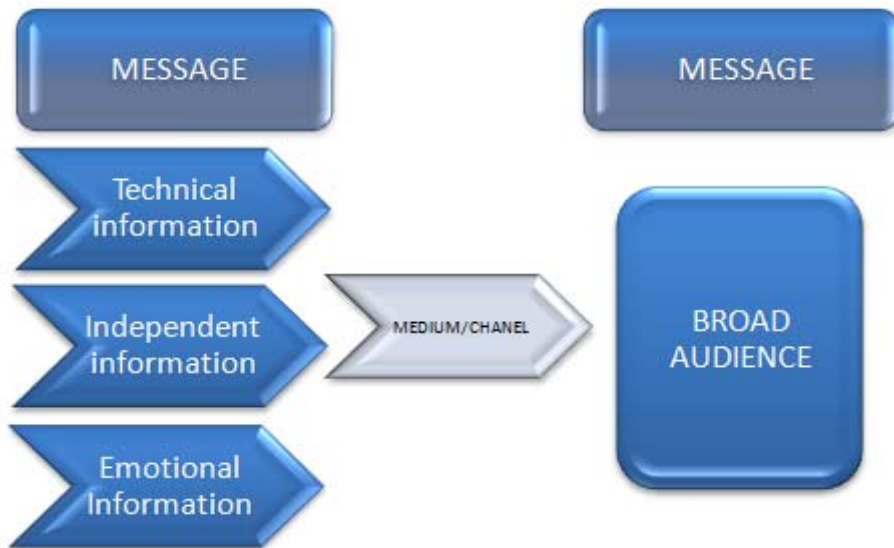 MESSAGE
MESSAGE
Technical
information
Independent
information
MEDIUM/CHANEL
BROAD
AUDIENCE
Emotional
Information